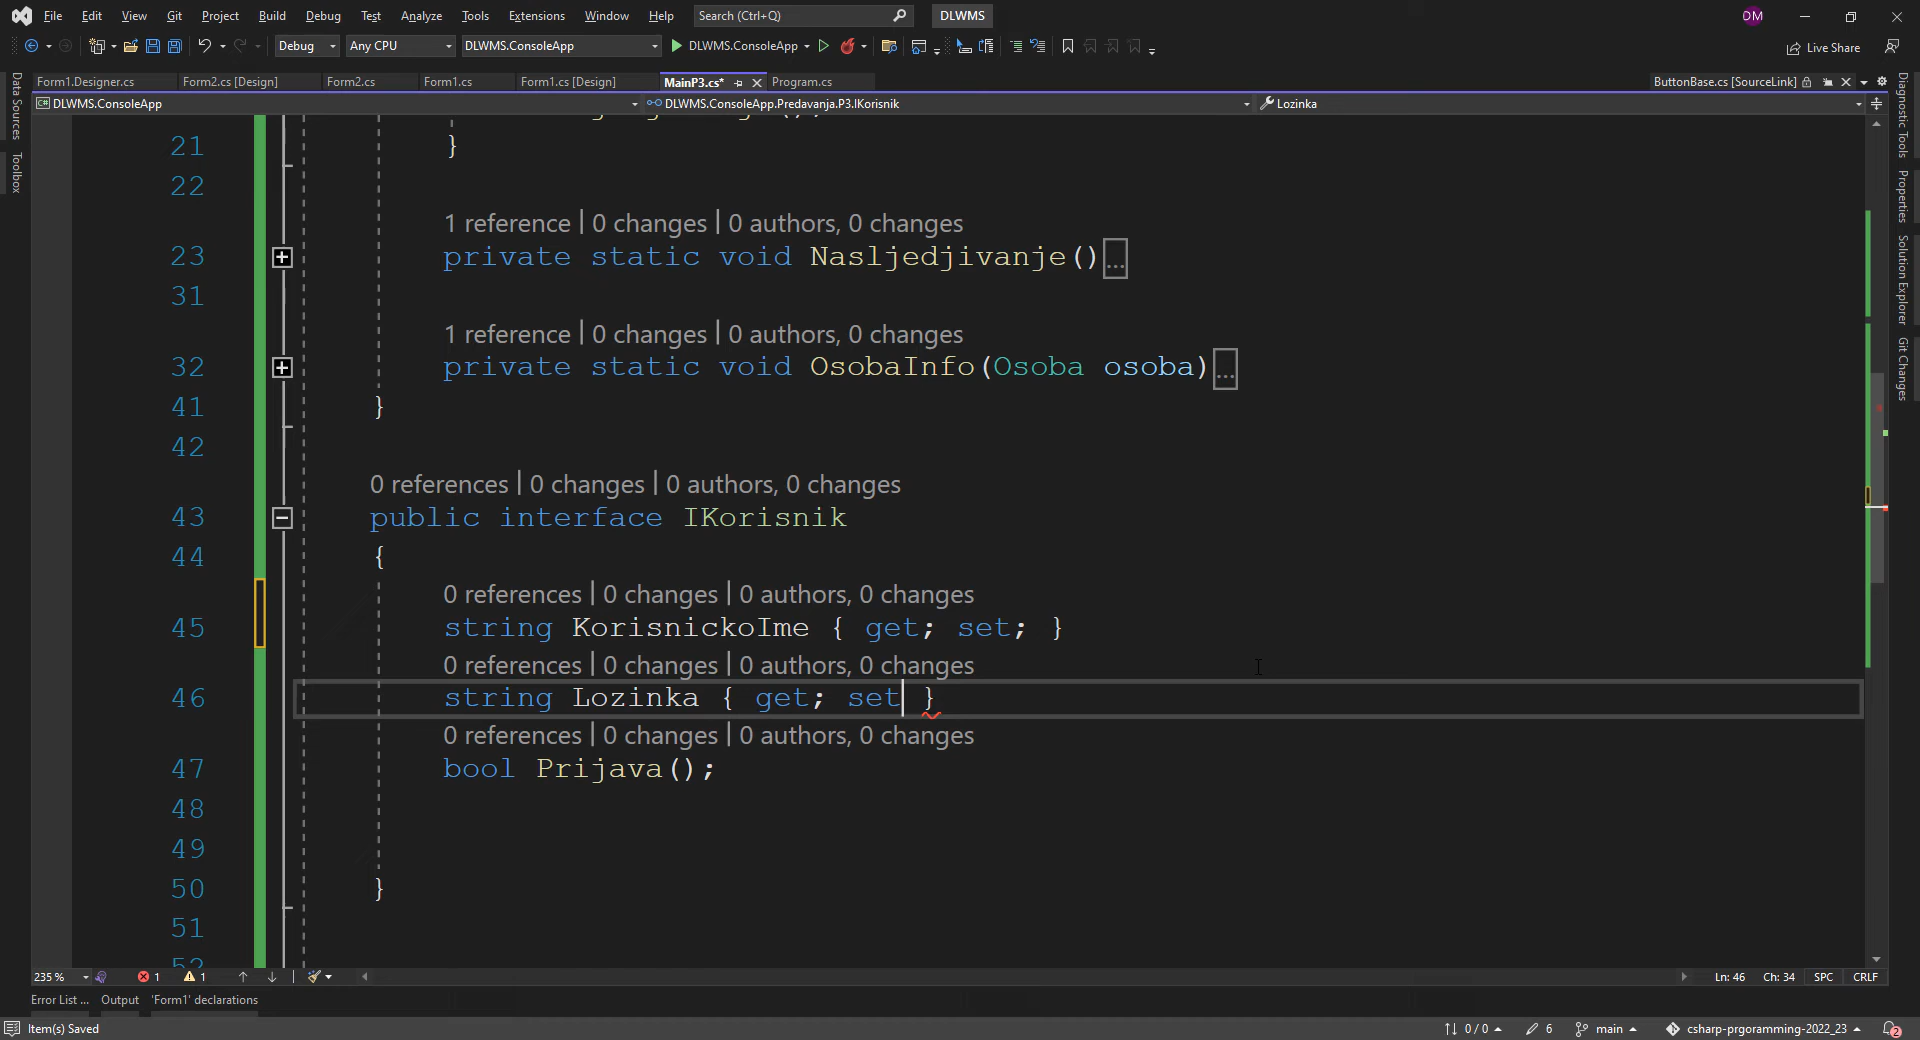 File Edit View Git Project Build Debug Test Analyze Tools Extensions Window Help Search (Ctrl+Q) DLWMS DM
Debug Any CPU DLWMS.ConsoleApp DLWMS.ConsoleApp Live Share
Form1.Designer.cs Form2.cs [Design] Form2.cs Form1.cs Form1.cs [Design] MainP3.cs* Program.cs ButtonBase.cs [SourceLink]
DLWMS.ConsoleApp DLWMS.ConsoleApp.Predavanja.P3.IKorisnik Lozinka
Data Sources
Toolbox
Diagnostic Tools
Properties
Solution Explorer
Git Changes
21 }
22
1 reference | 0 changes | 0 authors, 0 changes
23 private static void Nasljedjivanje()...
31
1 reference | 0 changes | 0 authors, 0 changes
32 private static void OsobaInfo(Osoba osoba)...
41 }
42
0 references | 0 changes | 0 authors, 0 changes
43 public interface IKorisnik
44 {
0 references | 0 changes | 0 authors, 0 changes
45 string KorisnickoIme { get; set; }
0 references | 0 changes | 0 authors, 0 changes
46 string Lozinka { get; set }
0 references | 0 changes | 0 authors, 0 changes
47 bool Prijava();
48
49
50 }
51
52
235 % 1 1 Ln: 46 Ch: 34 SPC CRLF
Error List ... Output 'Form1' declarations
Item(s) Saved 0 / 0 6 main csharp-prgoramming-2022_23 2